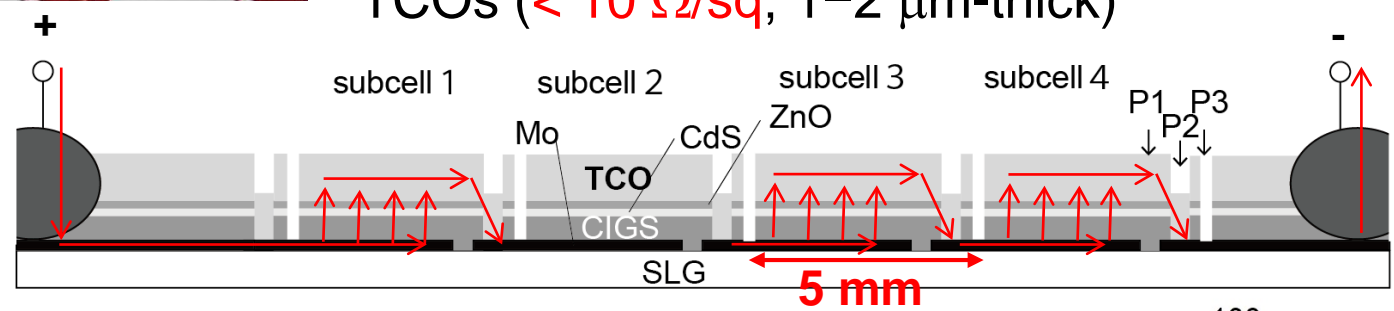 TCOs (< 10 Ω/sq, 1–2 μm-thick)
+
-
subcell 1
subcell 2
subcell 3
subcell 4
P1
P2
P3
Mo
CdS
ZnO
TCO
CIGS
SLG
5 mm